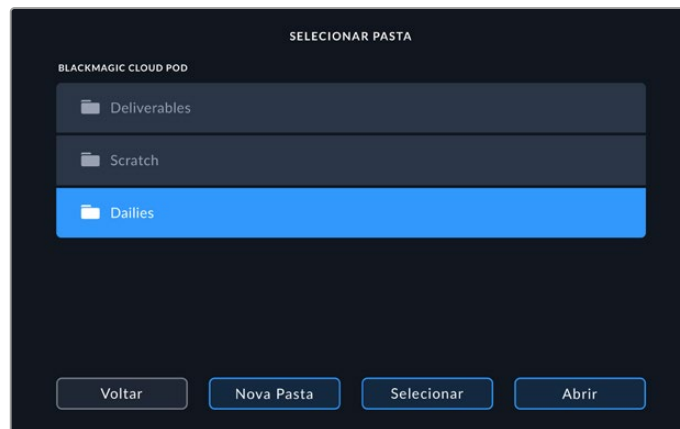 SELECIONAR PASTA
BLACKMAGIC CLOUD POD
Deliverables
Scratch
Dailies
Voltar Nova Pasta Selecionar Abrir